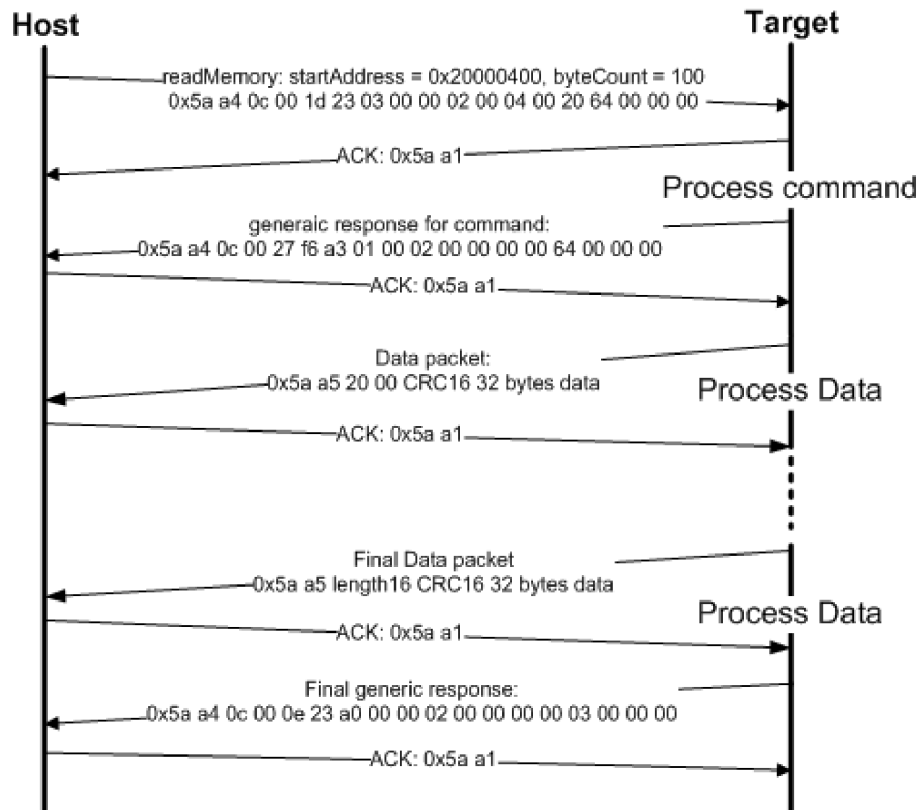 Host
Target
readMemory: startAddress = 0x20000400, byteCount = 100
0x5a a4 0c 00 1d 23 03 00 00 02 00 04 00 20 64 00 00 00
ACK: 0x5a a1
Process command
generaic response for command:
0x5a a4 0c 00 27 f6 a3 01 00 02 00 00 00 00 64 00 00 00
ACK: 0x5a a1
Data packet:
0x5a a5 20 00 CRC16 32 bytes data
Process Data
ACK: 0x5a a1
Final Data packet
0x5a a5 length16 CRC16 32 bytes data
Process Data
ACK: 0x5a a1
Final generic response:
0x5a a4 0c 00 0e 23 a0 00 00 02 00 00 00 00 03 00 00 00
ACK: 0x5a a1